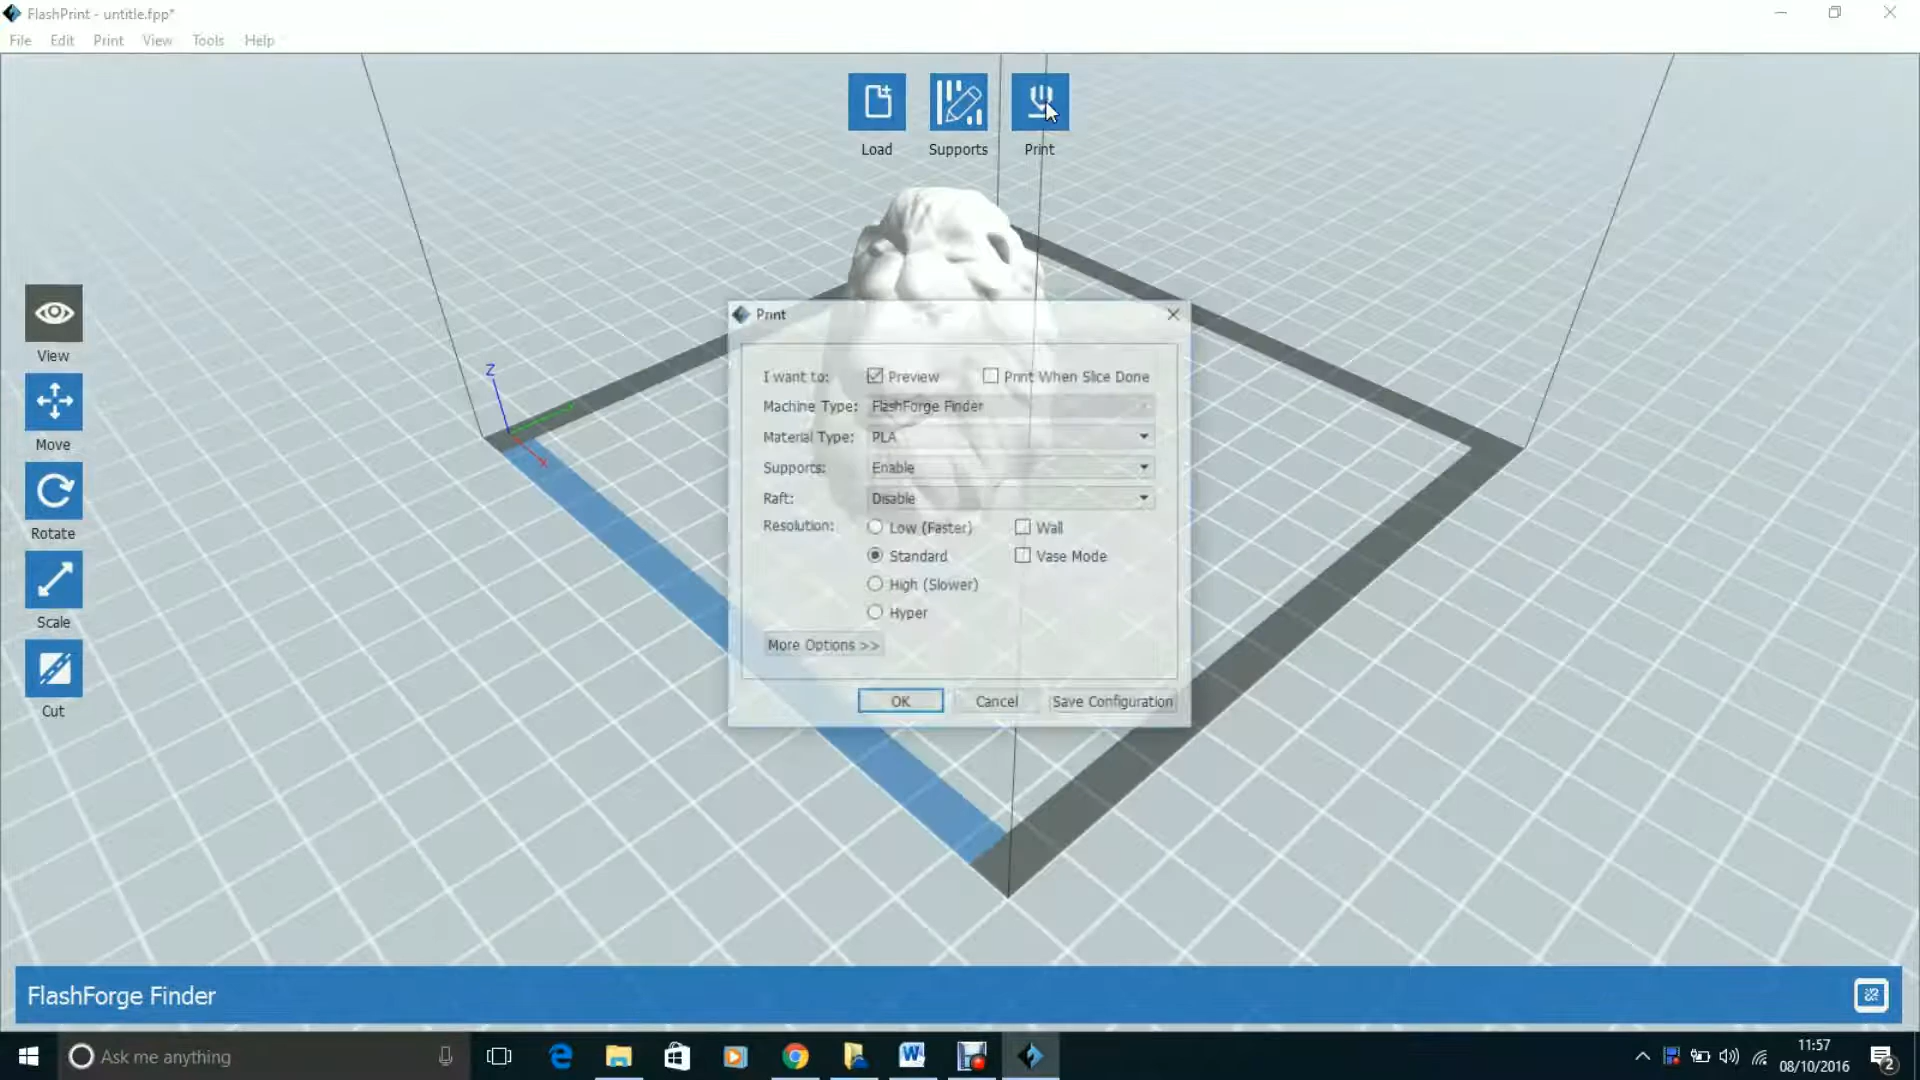 FlashPrint - untitle.fpp*
File Edit Print View Tools Help
Load Supports Print
View
Move
Rotate
Scale
Cut
Z
X
Print
I want to: Preview Print When Slice Done
Machine Type: FlashForge Finder
Material Type: PLA
Supports: Enable
Raft: Disable
Resolution: Low (Faster) Wall
Standard Vase Mode
High (Slower)
Hyper
More Options >>
OK Cancel Save Configuration
FlashForge Finder
Ask me anything
11:57
08/10/2016
2